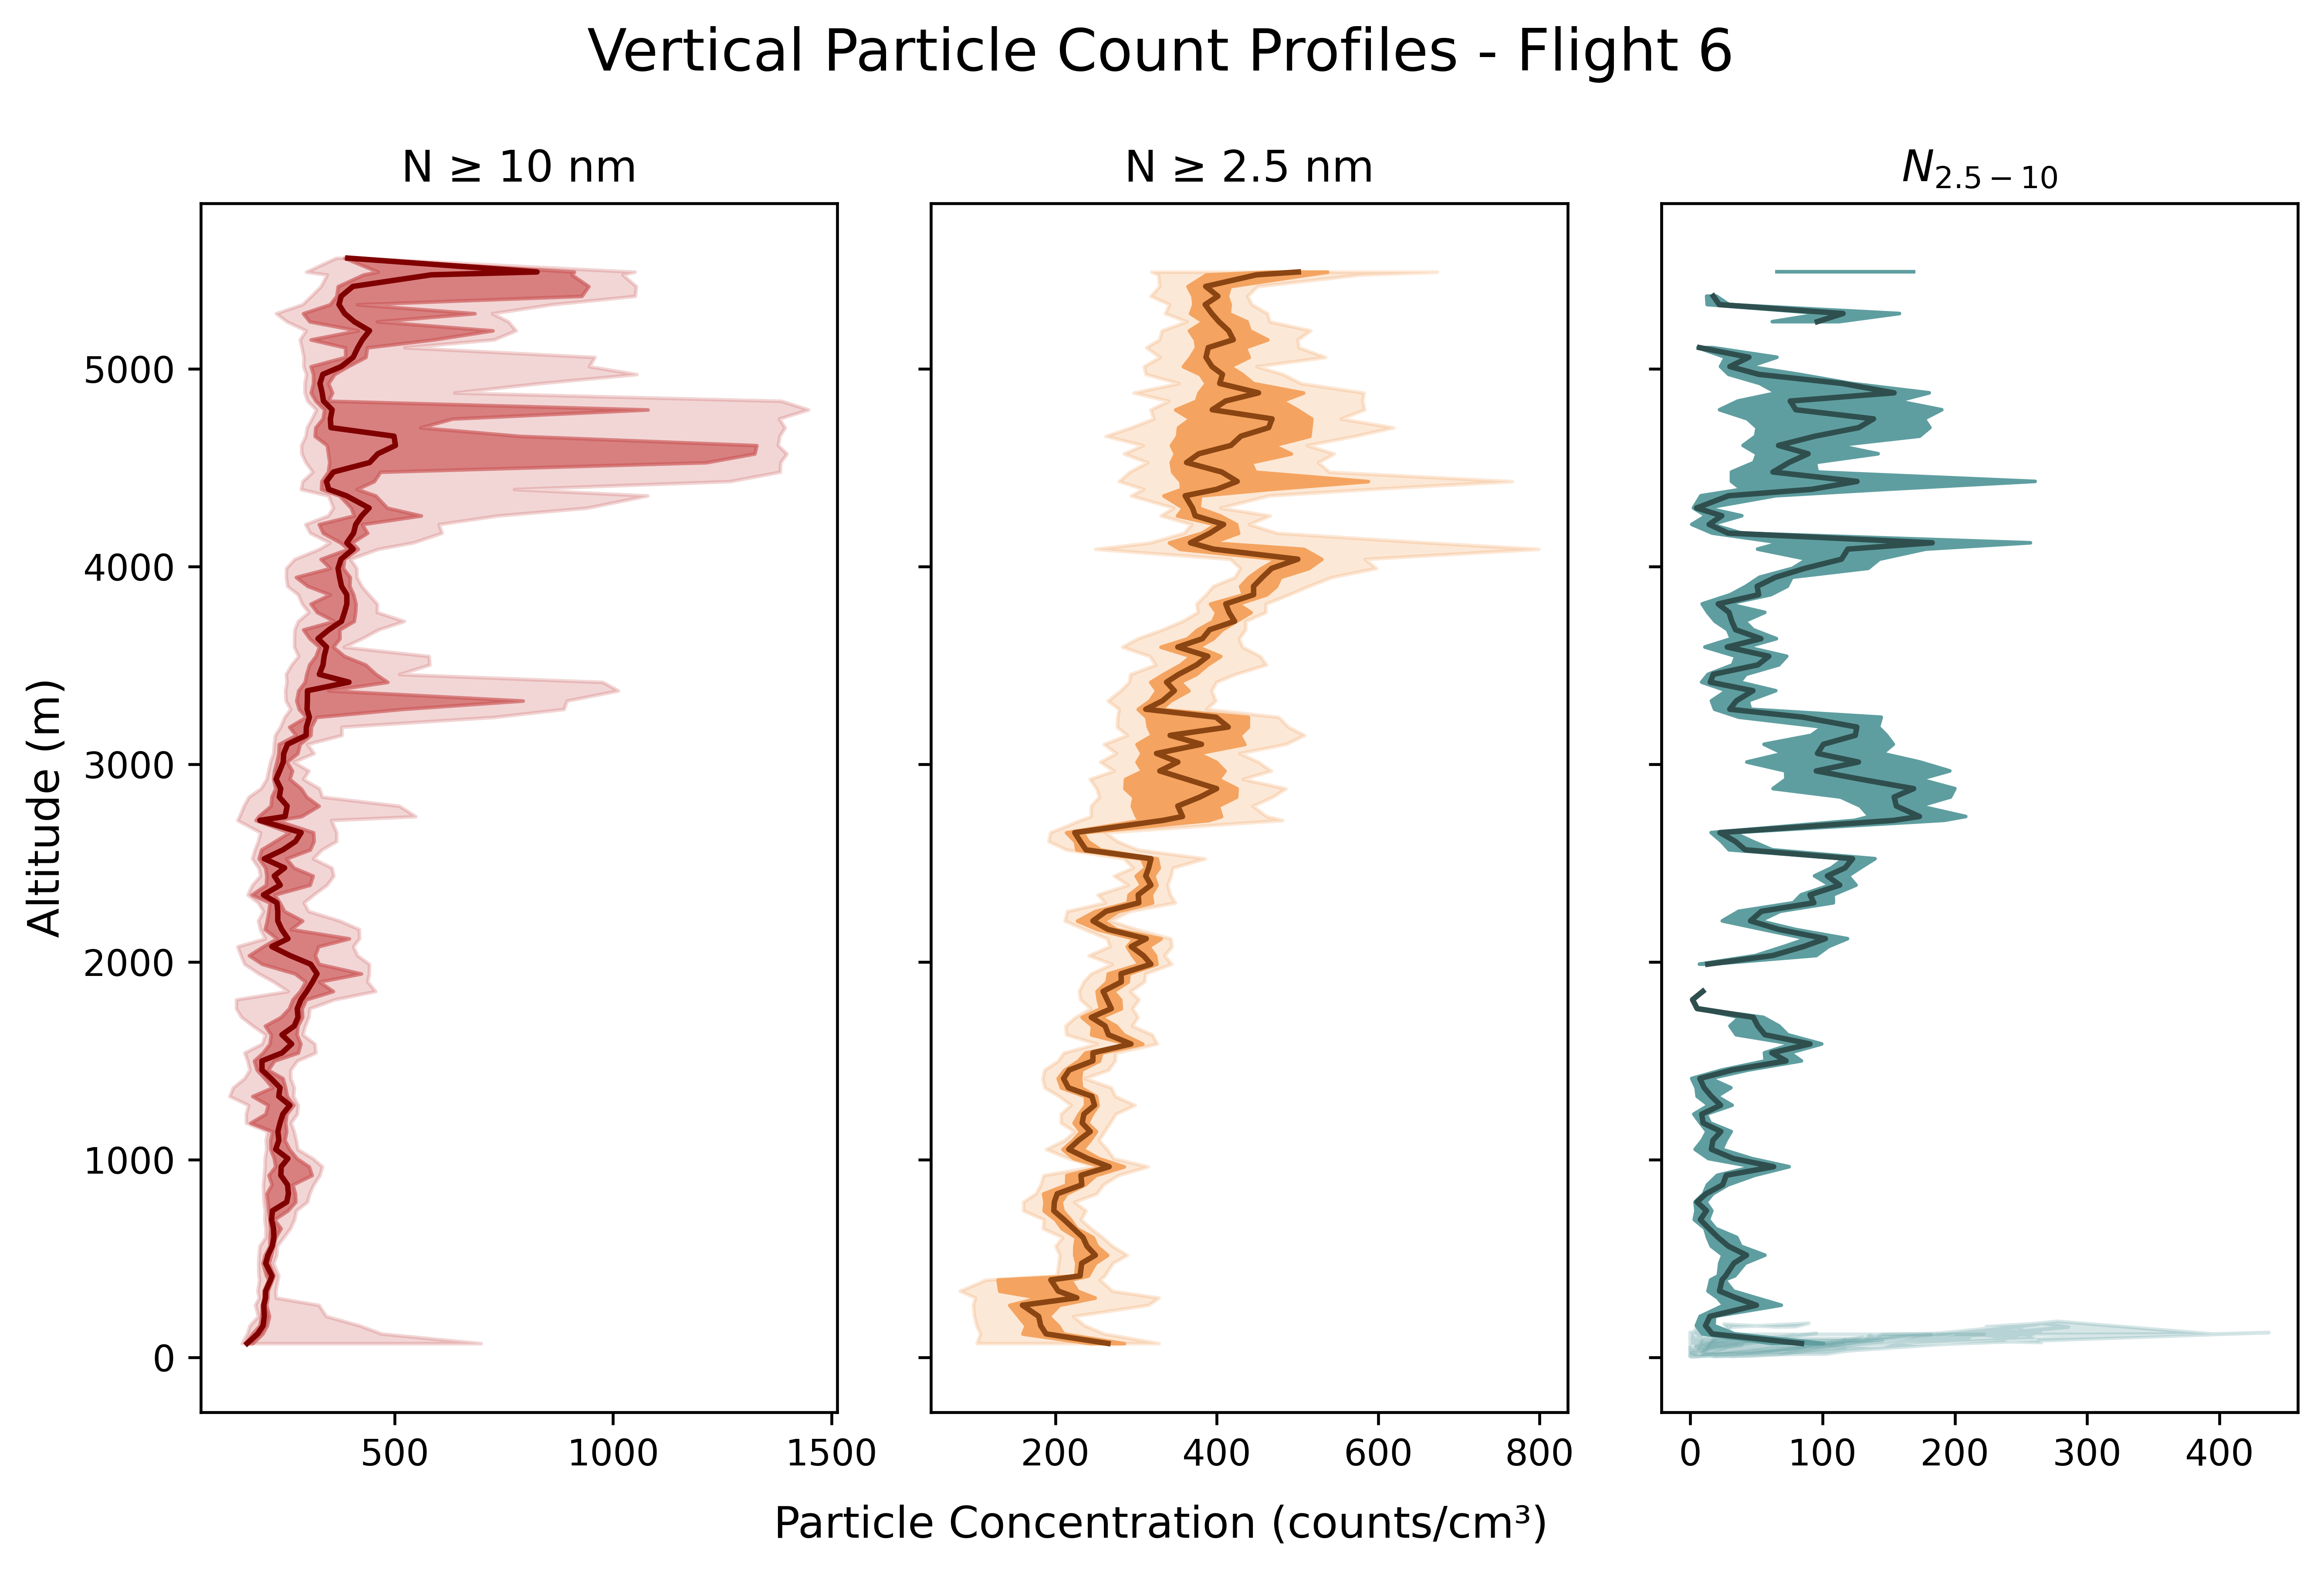 Vertical Particle Count Profiles - Flight 6
N ≥ 10 nm
N ≥ 2.5 nm
N2.5 − 10
Altitude (m)
5000
4000
3000
2000
1000
0
500 1000 1500
200 400 600 800
0 100 200 300 400
Particle Concentration (counts/cm³)